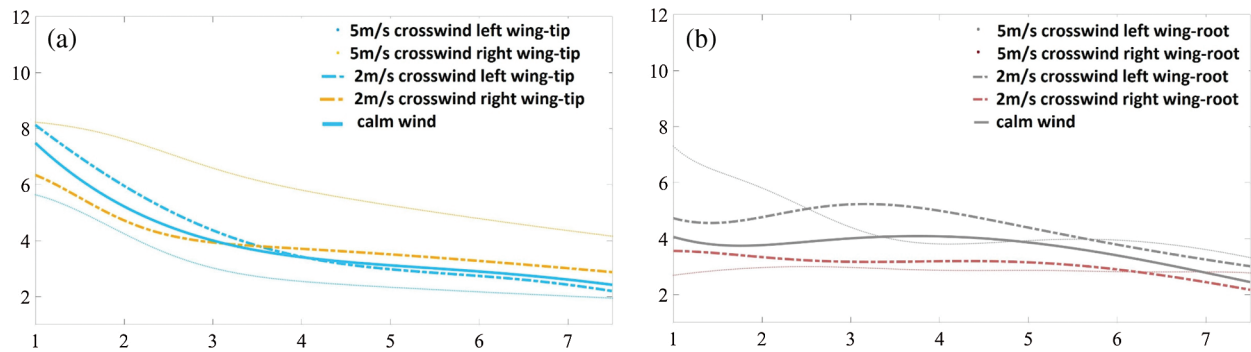 12
10
8
6
4
2
1 2 3 4 5 6 7
(a)
5m/s crosswind left wing-tip
5m/s crosswind right wing-tip
2m/s crosswind left wing-tip
2m/s crosswind right wing-tip
calm wind
12
10
8
6
4
2
1 2 3 4 5 6 7
(b)
5m/s crosswind left wing-root
5m/s crosswind right wing-root
2m/s crosswind left wing-root
2m/s crosswind right wing-root
calm wind